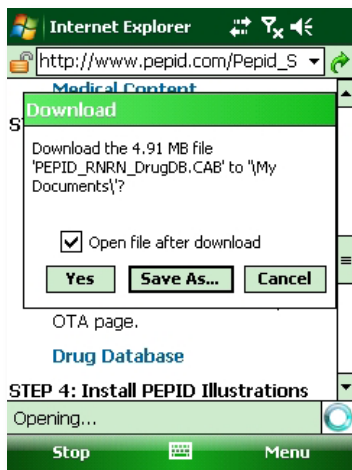 Internet Explorer
http://www.pepid.com/Pepid_S
Medical Content
S
Download
Download the 4.91 MB file
'PEPID_RNRN_DrugDB.CAB' to '\My
Documents\'?
Open file after download
Yes Save As... Cancel
OTA page.
Drug Database
STEP 4: Install PEPID Illustrations
Opening...
Stop Menu